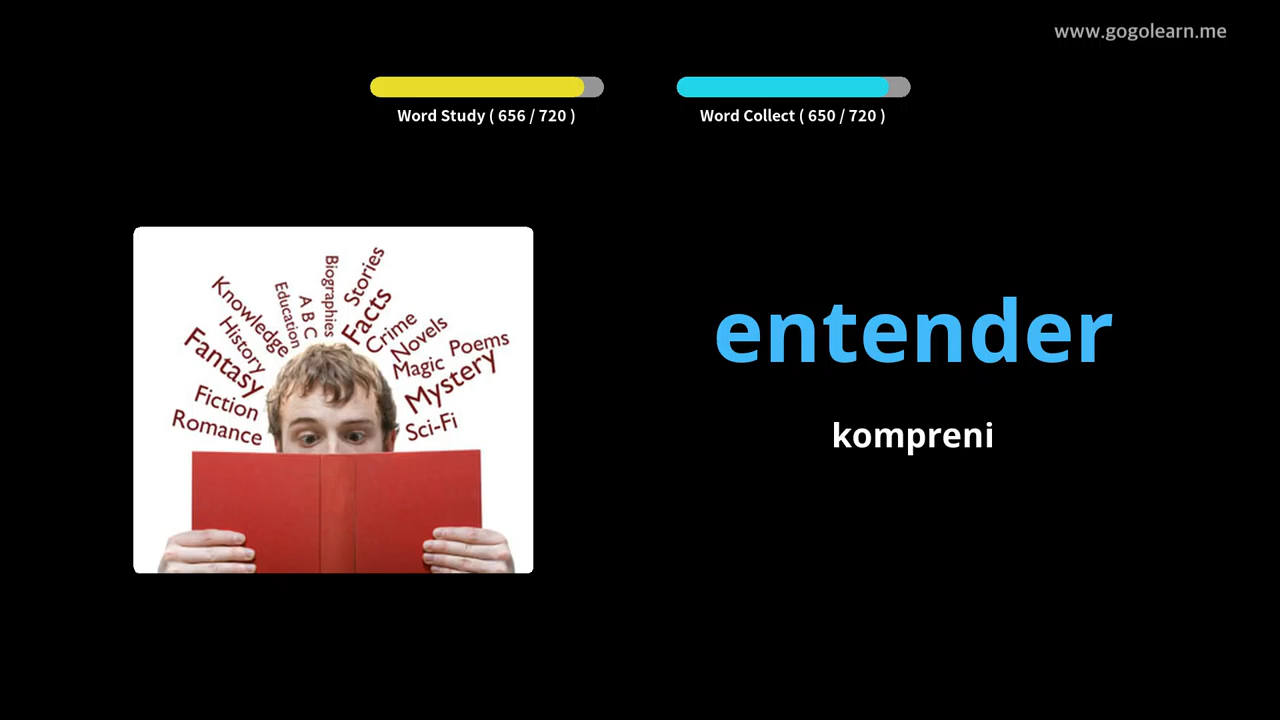 www.gogolearn.me
Word Study ( 656 / 720 )
Word Collect ( 650 / 720 )
Biographies
Stories
Education
A B C
Facts
Knowledge
Crime
History
Novels
Fantasy
Magic
Poems
Mystery
Fiction
Romance
Sci-Fi
entender
kompreni